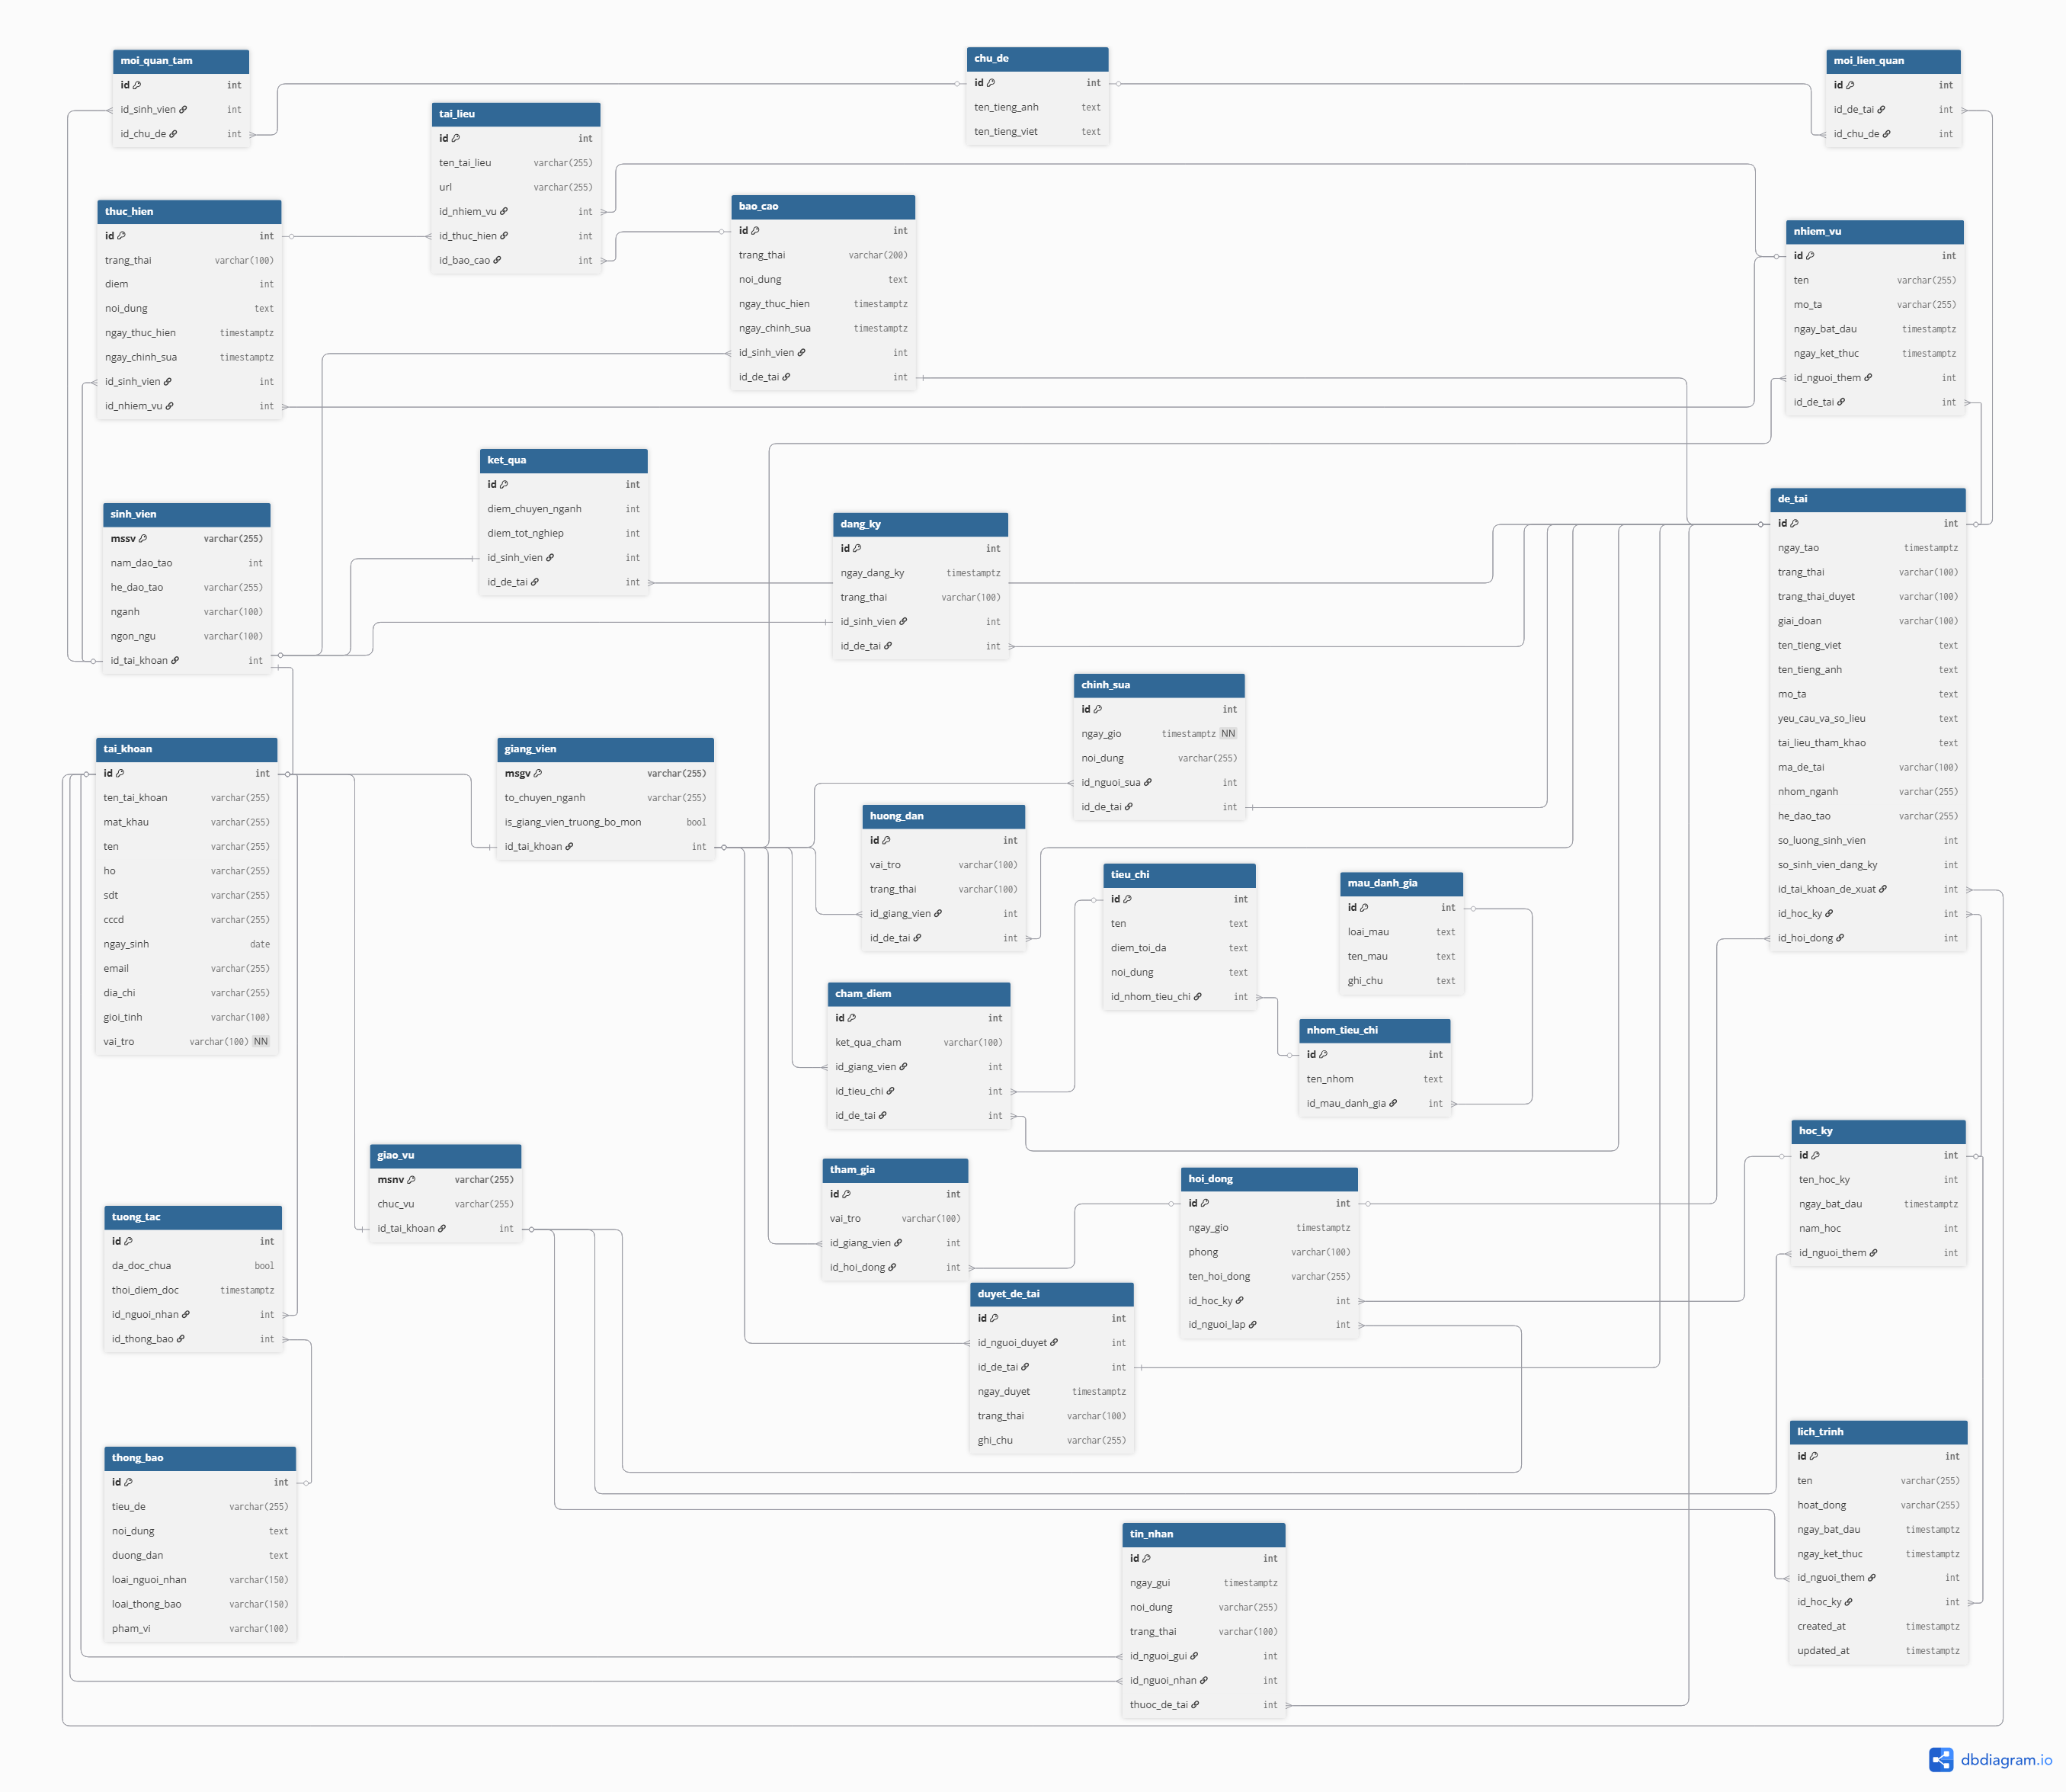 moi_quan_tam
id int
id_sinh_vien int
id_chu_de int
chu_de
id int
ten_tieng_anh text
ten_tieng_viet text
moi_lien_quan
id int
id_de_tai int
id_chu_de int
tai_lieu
id int
ten_tai_lieu varchar(255)
url varchar(255)
id_nhiem_vu int
id_thuc_hien int
id_bao_cao int
thuc_hien
id int
trang_thai varchar(100)
diem int
noi_dung text
ngay_thuc_hien timestamptz
ngay_chinh_sua timestamptz
id_sinh_vien int
id_nhiem_vu int
bao_cao
id int
trang_thai varchar(200)
noi_dung text
ngay_thuc_hien timestamptz
ngay_chinh_sua timestamptz
id_sinh_vien int
id_de_tai int
nhiem_vu
id int
ten varchar(255)
mo_ta varchar(255)
ngay_bat_dau timestamptz
ngay_ket_thuc timestamptz
id_nguoi_them int
id_de_tai int
ket_qua
id int
diem_chuyen_nganh int
diem_tot_nghiep int
id_sinh_vien int
id_de_tai int
sinh_vien
mssv varchar(255)
nam_dao_tao int
he_dao_tao varchar(255)
nganh varchar(100)
ngon_ngu varchar(100)
id_tai_khoan int
dang_ky
id int
ngay_dang_ky timestamptz
trang_thai varchar(100)
id_sinh_vien int
id_de_tai int
de_tai
id int
ngay_tao timestamptz
trang_thai varchar(100)
trang_thai_duyet varchar(100)
giai_doan varchar(100)
ten_tieng_viet text
ten_tieng_anh text
mo_ta text
yeu_cau_va_so_lieu text
tai_lieu_tham_khao text
ma_de_tai varchar(100)
nhom_nganh varchar(255)
he_dao_tao varchar(255)
so_luong_sinh_vien int
so_sinh_vien_dang_ky int
id_tai_khoan_de_xuat int
id_hoc_ky int
id_hoi_dong int
chinh_sua
id int
ngay_gio timestamptz NN
noi_dung varchar(255)
id_nguoi_sua int
id_de_tai int
tai_khoan
id int
ten_tai_khoan varchar(255)
mat_khau varchar(255)
ten varchar(255)
ho varchar(255)
sdt varchar(255)
cccd varchar(255)
ngay_sinh date
email varchar(255)
dia_chi varchar(255)
gioi_tinh varchar(100)
vai_tro varchar(100) NN
giang_vien
msgv varchar(255)
to_chuyen_nganh varchar(255)
is_giang_vien_truong_bo_mon bool
id_tai_khoan int
huong_dan
id int
vai_tro varchar(100)
trang_thai varchar(100)
id_giang_vien int
id_de_tai int
tieu_chi
id int
ten text
diem_toi_da text
noi_dung text
id_nhom_tieu_chi int
mau_danh_gia
id int
loai_mau text
ten_mau text
ghi_chu text
cham_diem
id int
ket_qua_cham varchar(100)
id_giang_vien int
id_tieu_chi int
id_de_tai int
nhom_tieu_chi
id int
ten_nhom text
id_mau_danh_gia int
giao_vu
msnv varchar(255)
chuc_vu varchar(255)
id_tai_khoan int
tham_gia
id int
vai_tro varchar(100)
id_giang_vien int
id_hoi_dong int
hoi_dong
id int
ngay_gio timestamptz
phong varchar(100)
ten_hoi_dong varchar(255)
id_hoc_ky int
id_nguoi_lap int
hoc_ky
id int
ten_hoc_ky int
ngay_bat_dau timestamptz
nam_hoc int
id_nguoi_them int
tuong_tac
id int
da_doc_chua bool
thoi_diem_doc timestamptz
id_nguoi_nhan int
id_thong_bao int
duyet_de_tai
id int
id_nguoi_duyet int
id_de_tai int
ngay_duyet timestamptz
trang_thai varchar(100)
ghi_chu varchar(255)
thong_bao
id int
tieu_de varchar(255)
noi_dung text
duong_dan text
loai_nguoi_nhan varchar(150)
loai_thong_bao varchar(150)
pham_vi varchar(100)
lich_trinh
id int
ten varchar(255)
hoat_dong varchar(255)
ngay_bat_dau timestamptz
ngay_ket_thuc timestamptz
id_nguoi_them int
id_hoc_ky int
created_at timestamptz
updated_at timestamptz
tin_nhan
id int
ngay_gui timestamptz
noi_dung varchar(255)
trang_thai varchar(100)
id_nguoi_gui int
id_nguoi_nhan int
thuoc_de_tai int
dbdiagram.io